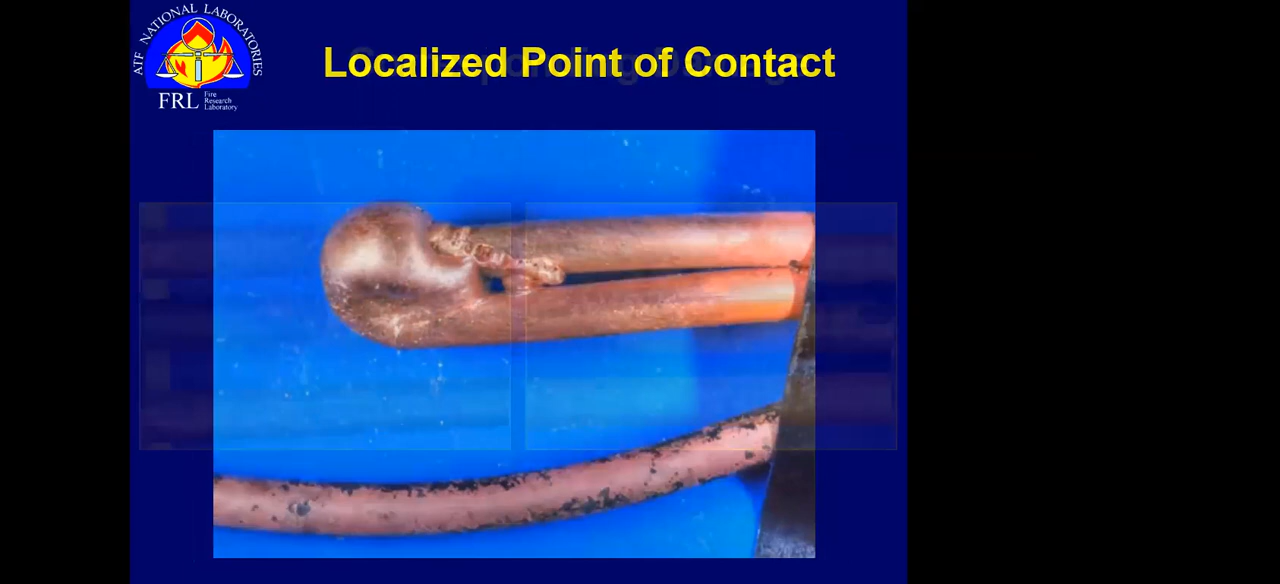 ATF NATIONAL LABORATORIES
FRL Fire
Research
Laboratory
Localized Point of Contact